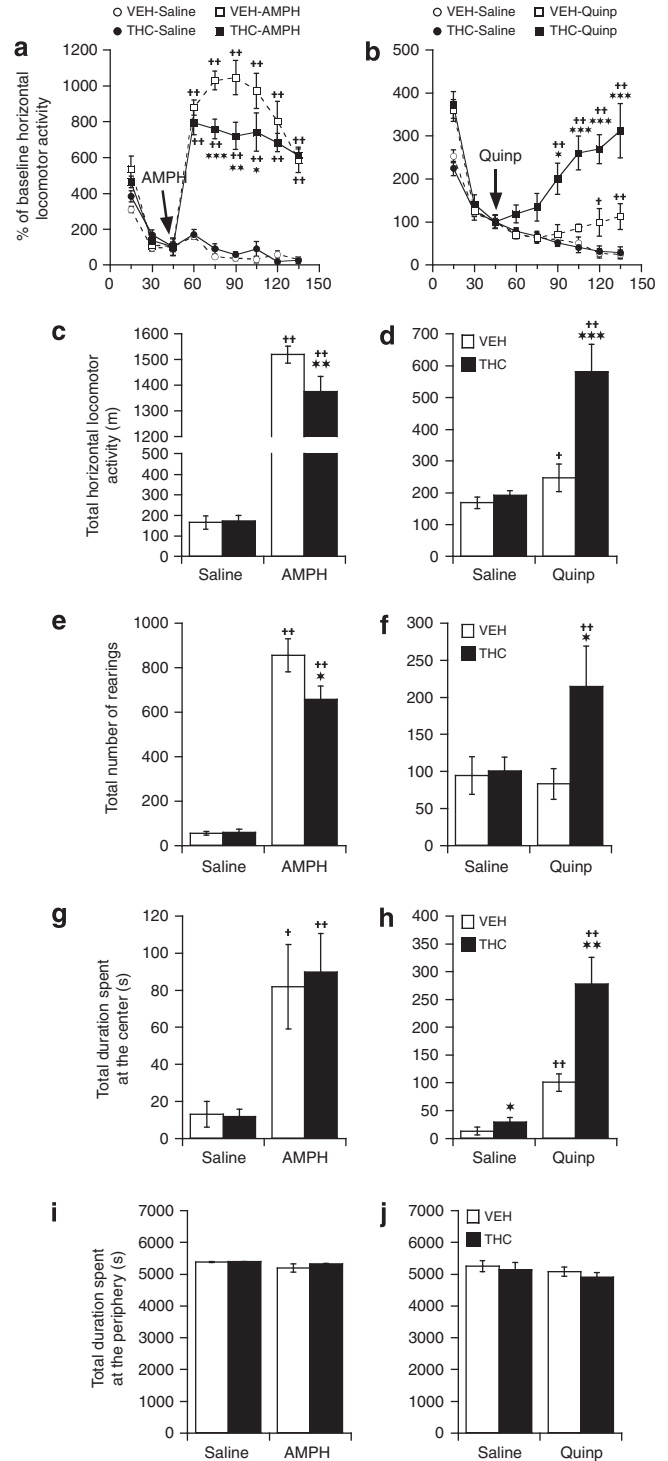 VEH-Saline VEH-AMPH
THC-Saline THC-AMPH
VEH-Saline VEH-Quinp
THC-Saline THC-Quinp
a
% of baseline horizontal
locomotor activity
1200
1000
800
600
400
200
0
AMPH
††
††
††
††
††
††
††
††
✶✶✶
††
✶✶
††
✶
††
0 30 60 90 120 150
b
500
400
300
200
100
0
Quinp
††
✶
††
✶✶✶
††
✶✶✶
††
✶✶✶
†
††
0 30 60 90 120 150
c
Total horizontal locomotor
activity (m)
1600
1500
1400
1300
1200
500
400
300
200
100
0
††
††
✶✶
Saline AMPH
d
VEH
THC
700
600
500
400
300
200
100
0
†
††
✶✶✶
Saline Quinp
e
Total number of rearings
1000
800
600
400
200
0
††
††
✶
Saline AMPH
f
VEH
THC
300
250
200
150
100
50
0
††
✶
Saline Quinp
g
Total duration spent
at the center (s)
120
100
80
60
40
20
0
†
††
Saline AMPH
h
VEH
THC
400
350
300
250
200
150
100
50
0
✶
††
††
✶✶
Saline Quinp
i
Total duration spent
at the periphery (s)
7000
6000
5000
4000
3000
2000
1000
0
Saline AMPH
j
VEH
THC
7000
6000
5000
4000
3000
2000
1000
0
Saline Quinp